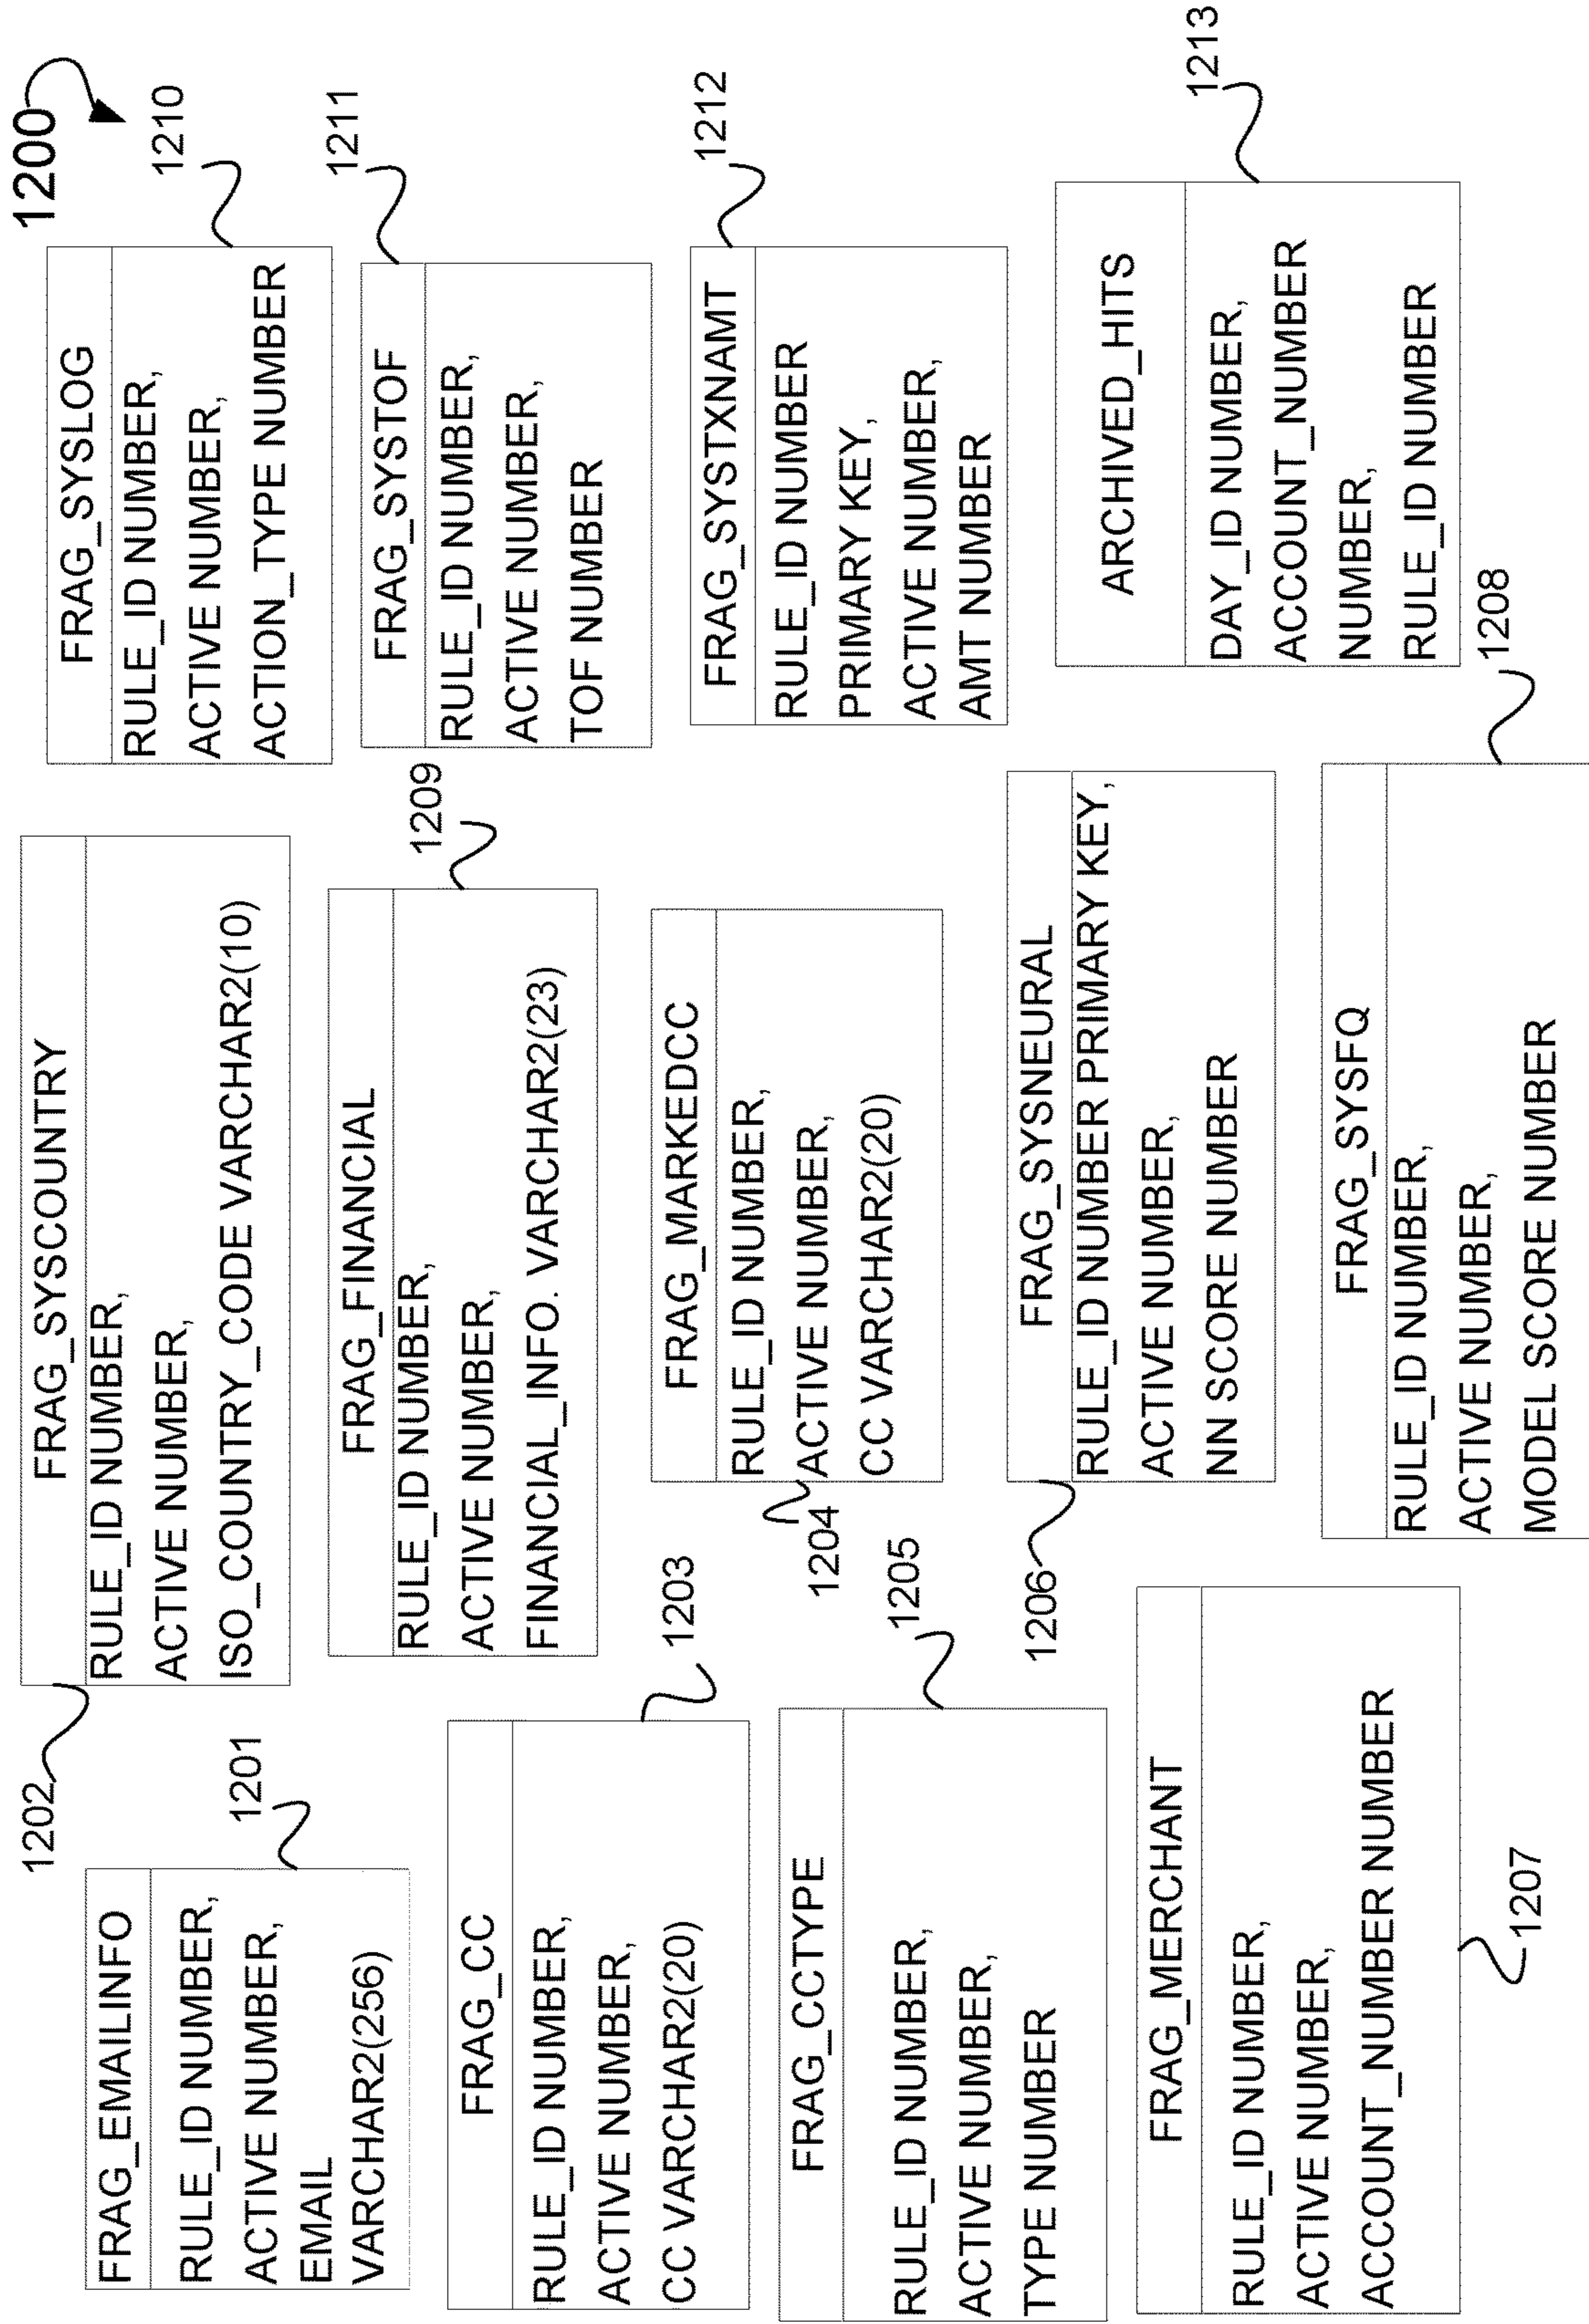 1200
FRAG_EMAILINFO
RULE_ID NUMBER,
ACTIVE NUMBER,
EMAIL
VARCHAR2(256)
1201
1202
FRAG_SYSCOUNTRY
RULE_ID NUMBER,
ACTIVE NUMBER,
ISO_COUNTRY_CODE VARCHAR2(10)
FRAG_SYSLOG
RULE_ID NUMBER,
ACTIVE NUMBER,
ACTION_TYPE NUMBER
1210
FRAG_CC
RULE_ID NUMBER,
ACTIVE NUMBER,
CC VARCHAR2(20)
1203
FRAG_FINANCIAL
RULE_ID NUMBER,
ACTIVE NUMBER,
FINANCIAL_INFO. VARCHAR2(23)
1209
FRAG_SYSTOF
RULE_ID NUMBER,
ACTIVE NUMBER,
TOF NUMBER
1211
FRAG_CCTYPE
RULE_ID NUMBER,
ACTIVE NUMBER,
TYPE NUMBER
1205
1204
FRAG_MARKEDCC
RULE_ID NUMBER,
ACTIVE NUMBER,
CC VARCHAR2(20)
FRAG_SYSTXNAMT
RULE_ID NUMBER
PRIMARY KEY,
ACTIVE NUMBER,
AMT NUMBER
1212
FRAG_MERCHANT
RULE_ID NUMBER,
ACTIVE NUMBER,
ACCOUNT_NUMBER NUMBER
1207
1206
FRAG_SYSNEURAL
RULE_ID NUMBER PRIMARY KEY,
ACTIVE NUMBER,
NN SCORE NUMBER
ARCHIVED_HITS
DAY_ID NUMBER,
ACCOUNT_NUMBER
NUMBER,
RULE_ID NUMBER
1213
FRAG_SYSFQ
RULE_ID NUMBER,
ACTIVE NUMBER,
MODEL SCORE NUMBER
1208